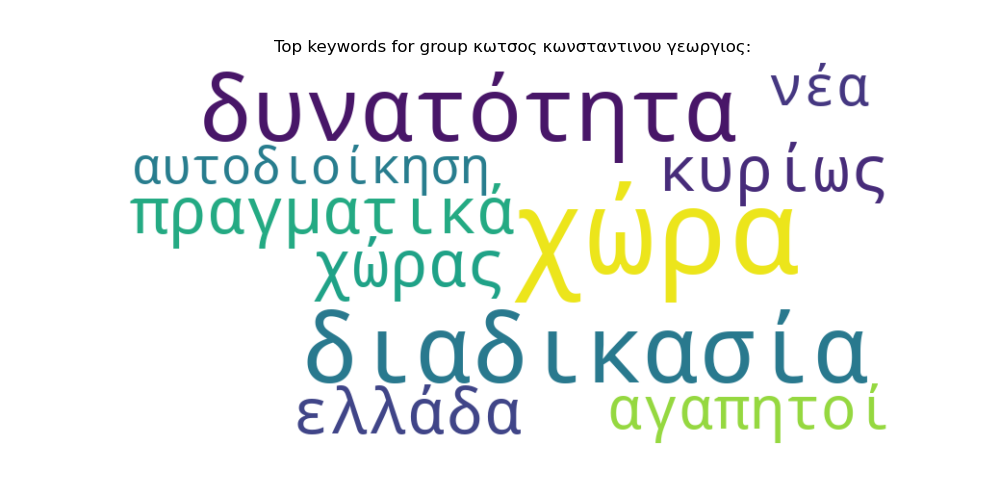 Top keywords for group κωτσος κωνσταντινου γεωργιος:
νέα
δυνατότητα
αυτοδιοίκηση
κυρίως
πραγματικά
χώρα
χώρας
διαδικασία
ελλάδα
αγαπητοί